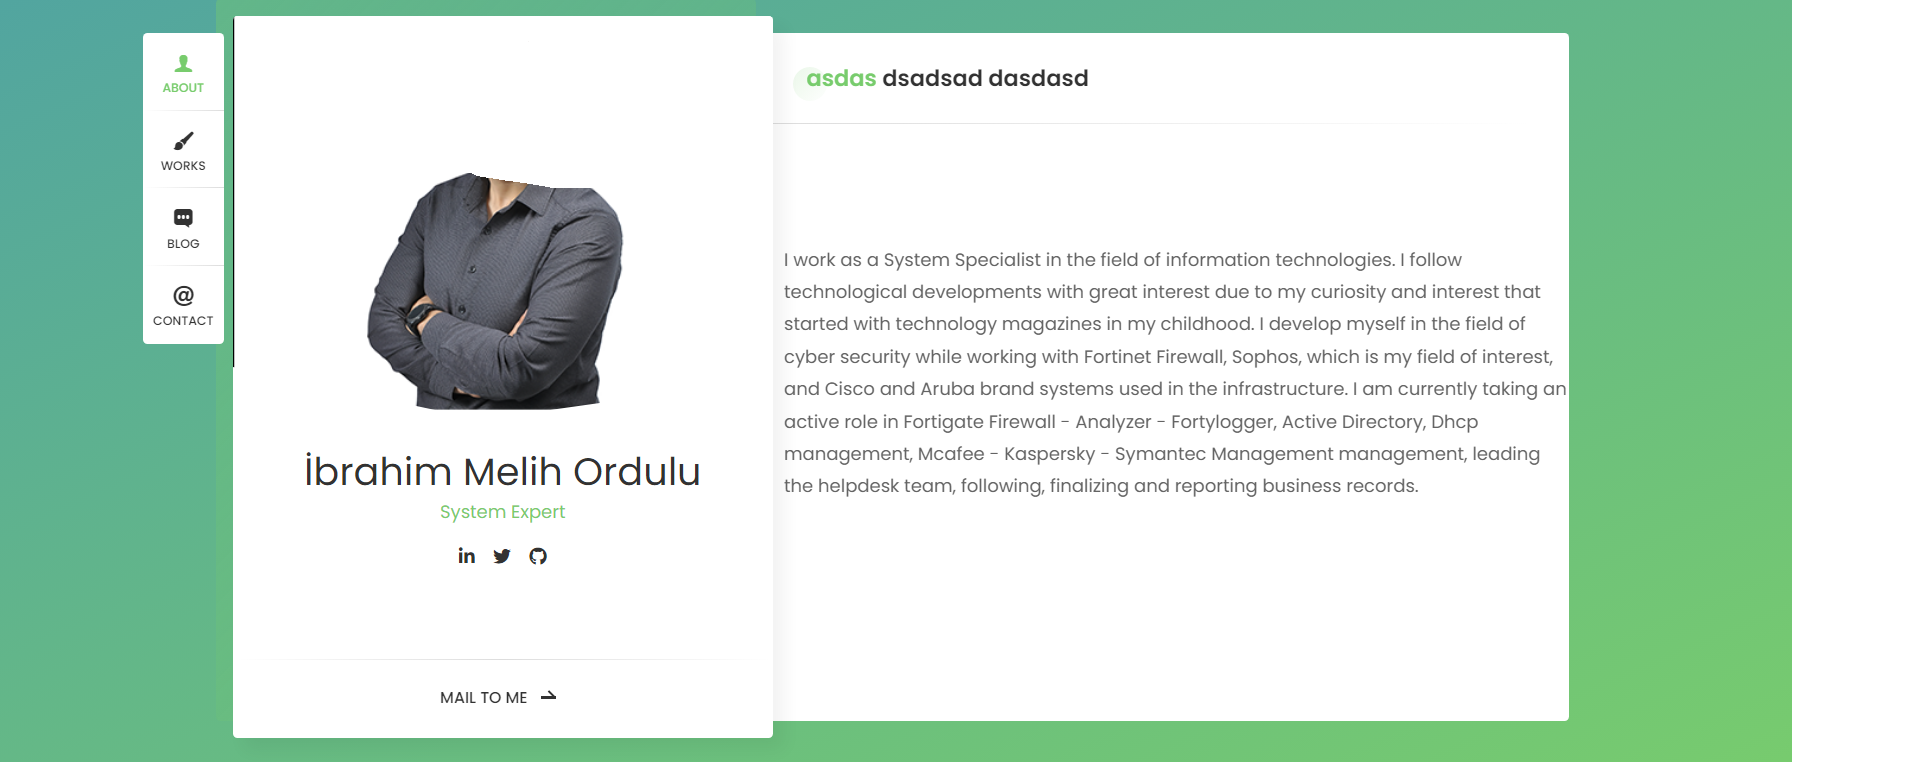 ABOUT
WORKS
BLOG
@
CONTACT
İbrahim Melih Ordulu
System Expert
in
MAIL TO ME
asdas dsadsad dasdasd
I work as a System Specialist in the field of information technologies. I follow
technological developments with great interest due to my curiosity and interest that
started with technology magazines in my childhood. I develop myself in the field of
cyber security while working with Fortinet Firewall, Sophos, which is my field of interest,
and Cisco and Aruba brand systems used in the infrastructure. I am currently taking an
active role in Fortigate Firewall - Analyzer - Fortylogger, Active Directory, Dhcp
management, Mcafee - Kaspersky - Symantec Management management, leading
the helpdesk team, following, finalizing and reporting business records.